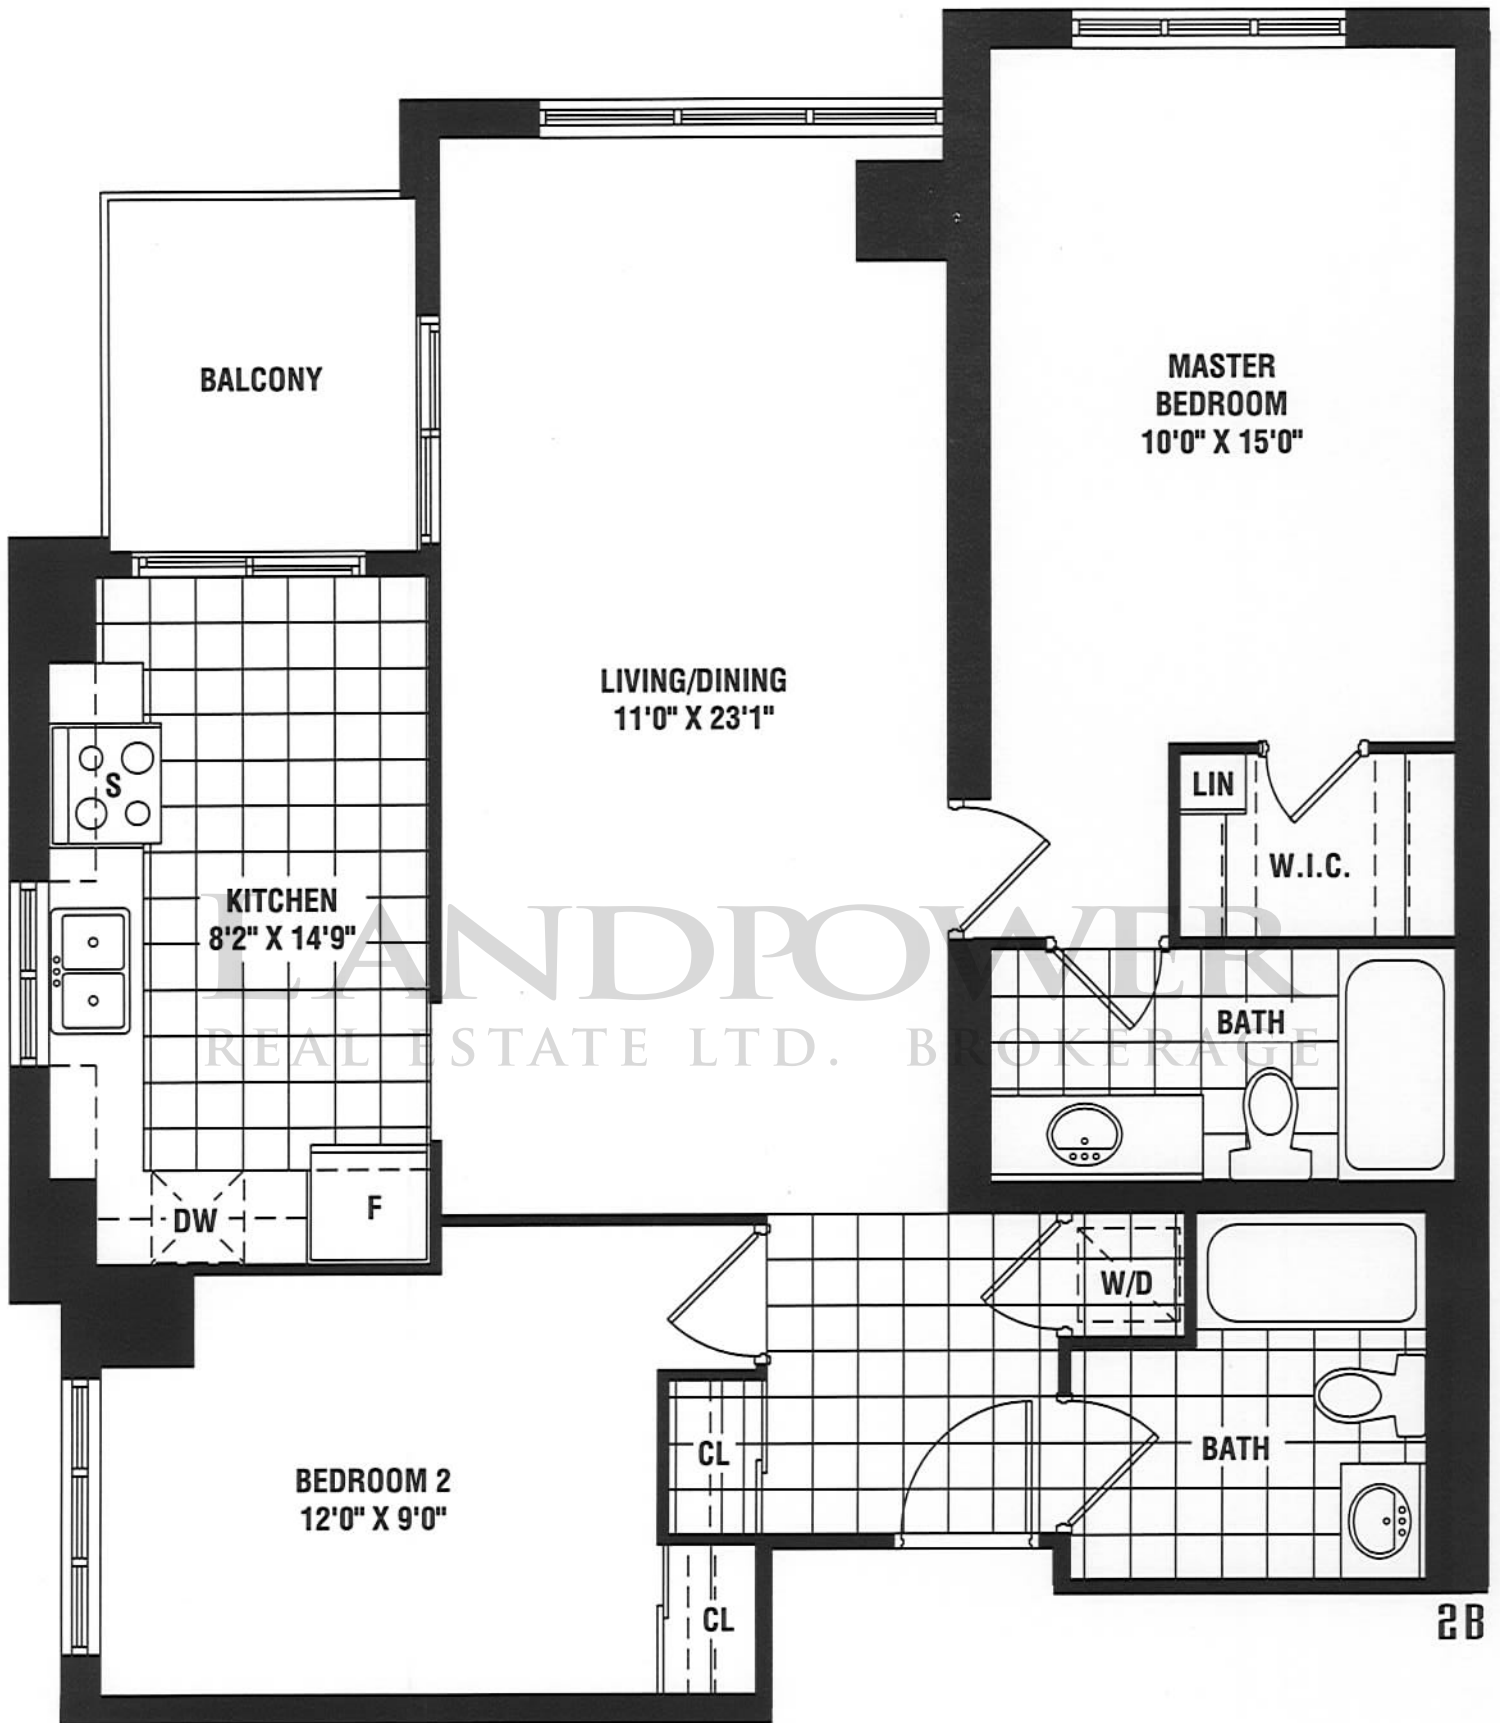 BALCONY
MASTER
BEDROOM
10'0" X 15'0"
LIVING/DINING
11'0" X 23'1"
S
LIN
W.I.C.
KITCHEN
8'2" X 14'9"
LANDPOWER
REAL ESTATE LTD. BROKERAGE
BATH
DW
F
W/D
CL
BATH
BEDROOM 2
12'0" X 9'0"
CL
2B